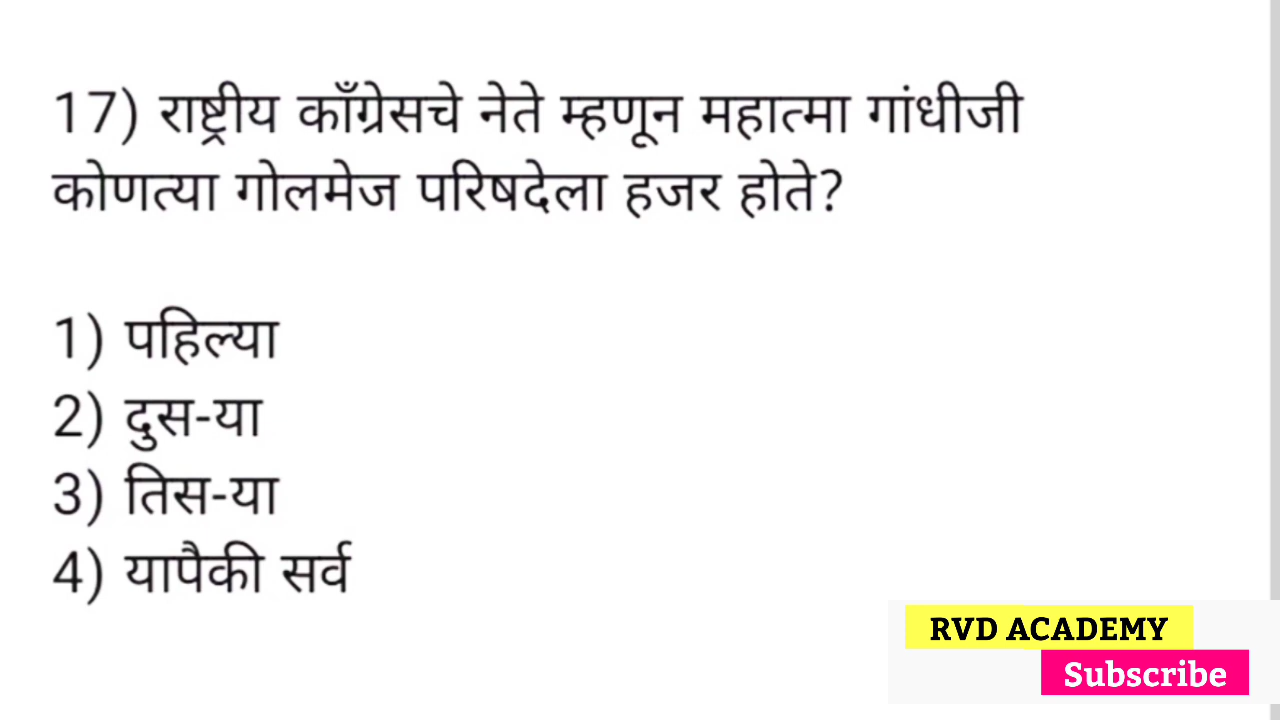 17) राष्ट्रीय काँग्रेसचे नेते म्हणून महात्मा गांधीजी
कोणत्या गोलमेज परिषदेला हजर होते?
1) पहिल्या
2) दुस-या
3) तिस-या
4) यापैकी सर्व
RVD ACADEMY
Subscribe